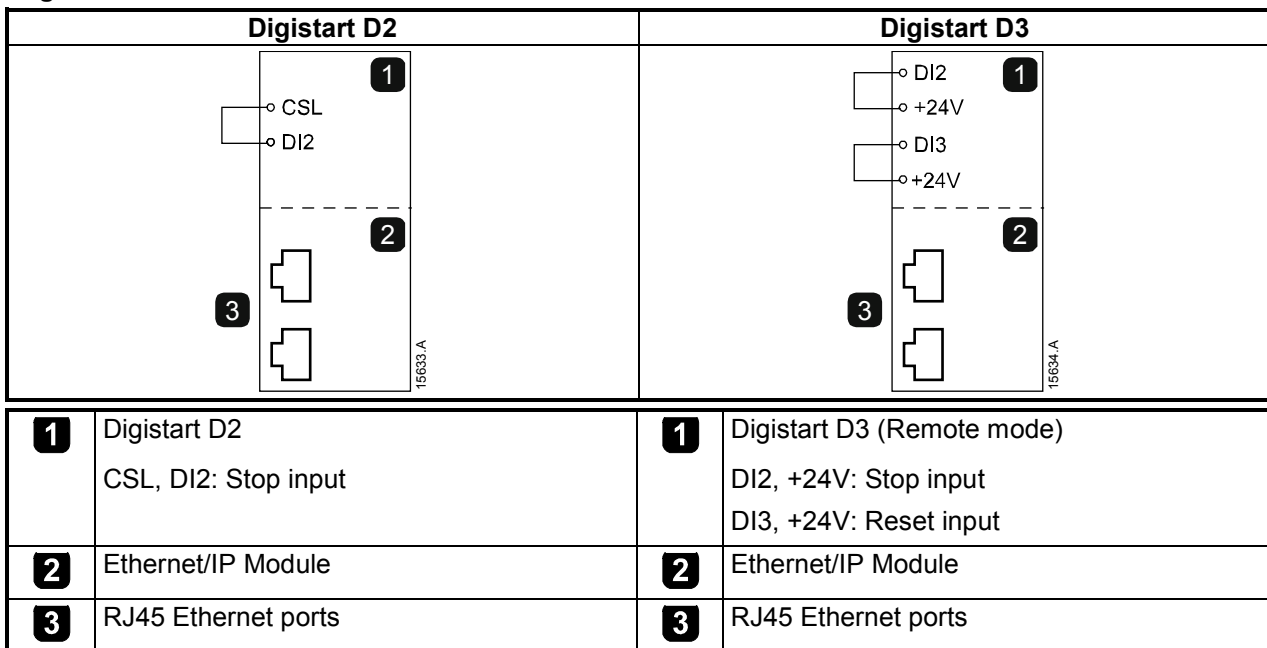 Digistart D2
Digistart D3
1
CSL
DI2
2
3
15633.A
1
DI2
+24V
DI3
+24V
2
3
15634.A
1 Digistart D2
CSL, DI2: Stop input
1 Digistart D3 (Remote mode)
DI2, +24V: Stop input
DI3, +24V: Reset input
2 Ethernet/IP Module
2 Ethernet/IP Module
3 RJ45 Ethernet ports
3 RJ45 Ethernet ports